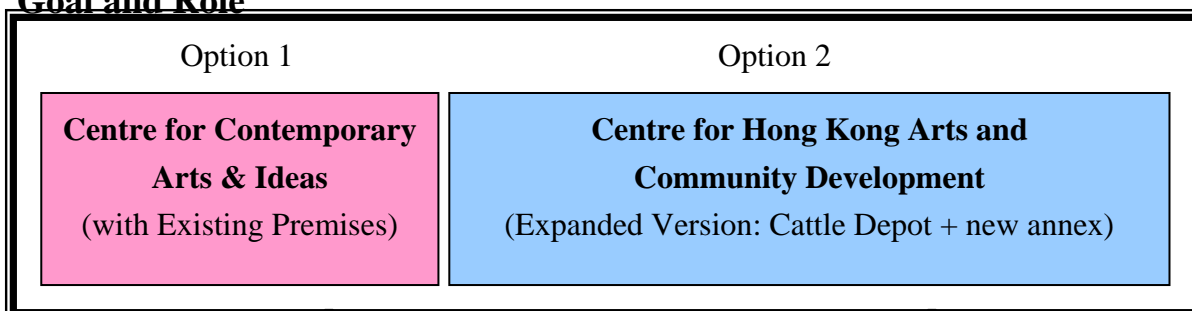 Goal and Role
Option 1
Option 2
Centre for Contemporary
Arts & Ideas
(with Existing Premises)
Centre for Hong Kong Arts and
Community Development
(Expanded Version: Cattle Depot + new annex)